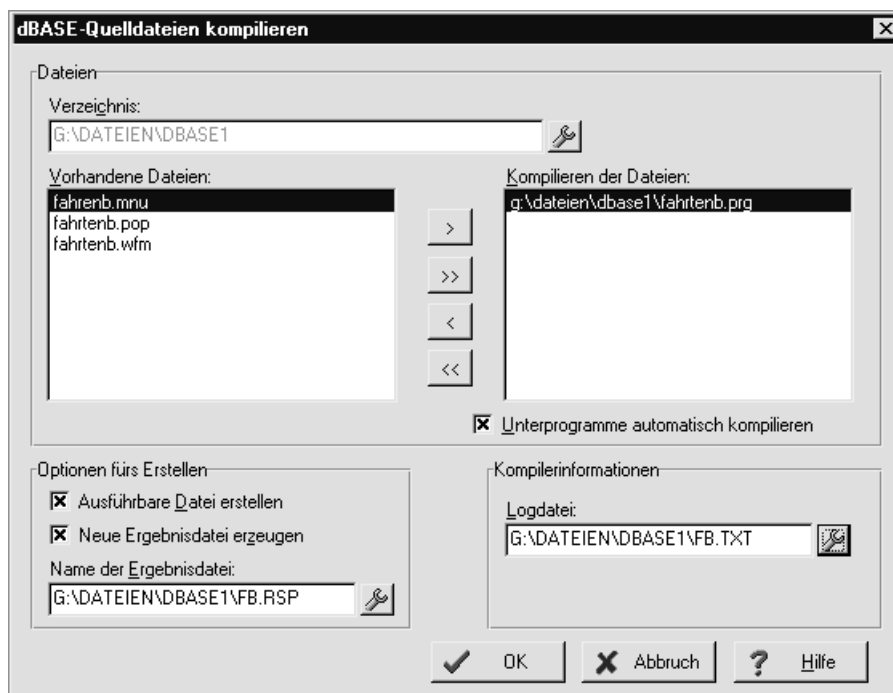 dBASE-Quelldateien kompilieren
Dateien
Verzeichnis:
G:\DATEIEN\DBASE1
Vorhandene Dateien:
fahrenb.mnu
fahrtenb.pop
fahrtenb.wfm
>
>>
<
<<
Kompilieren der Dateien:
g:\dateien\dbase1\fahrtenb.prg
Unterprogramme automatisch kompilieren
Optionen fürs Erstellen
Ausführbare Datei erstellen
Neue Ergebnisdatei erzeugen
Name der Ergebnisdatei:
G:\DATEIEN\DBASE1\FB.RSP
Kompilerinformationen
Logdatei:
G:\DATEIEN\DBASE1\FB.TXT
OK
Abbruch
? Hilfe